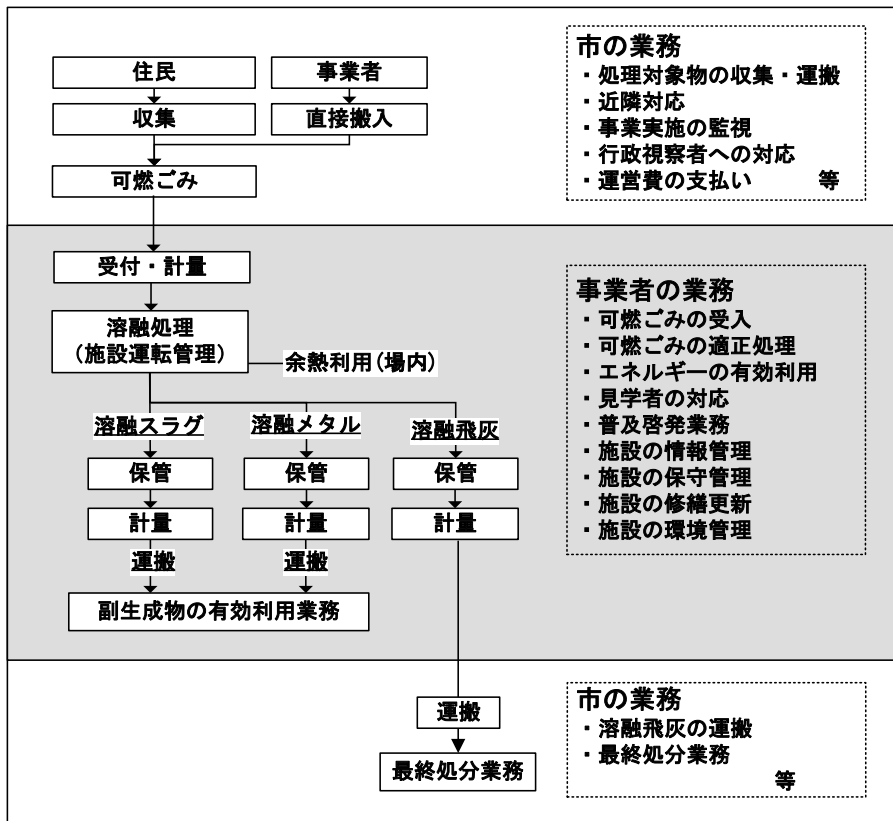 住民
事業者
収集
直接搬入
可燃ごみ
市の業務
・処理対象物の収集・運搬
・近隣対応
・事業実施の監視
・行政視察者への対応
・運営費の支払い 等
受付・計量
溶融処理
(施設運転管理)
余熱利用(場内)
溶融スラグ
溶融メタル
溶融飛灰
保管
保管
保管
計量
計量
計量
運搬
運搬
副生成物の有効利用業務
事業者の業務
・可燃ごみの受入
・可燃ごみの適正処理
・エネルギーの有効利用
・見学者の対応
・普及啓発業務
・施設の情報管理
・施設の保守管理
・施設の修繕更新
・施設の環境管理
運搬
最終処分業務
市の業務
・溶融飛灰の運搬
・最終処分業務
等